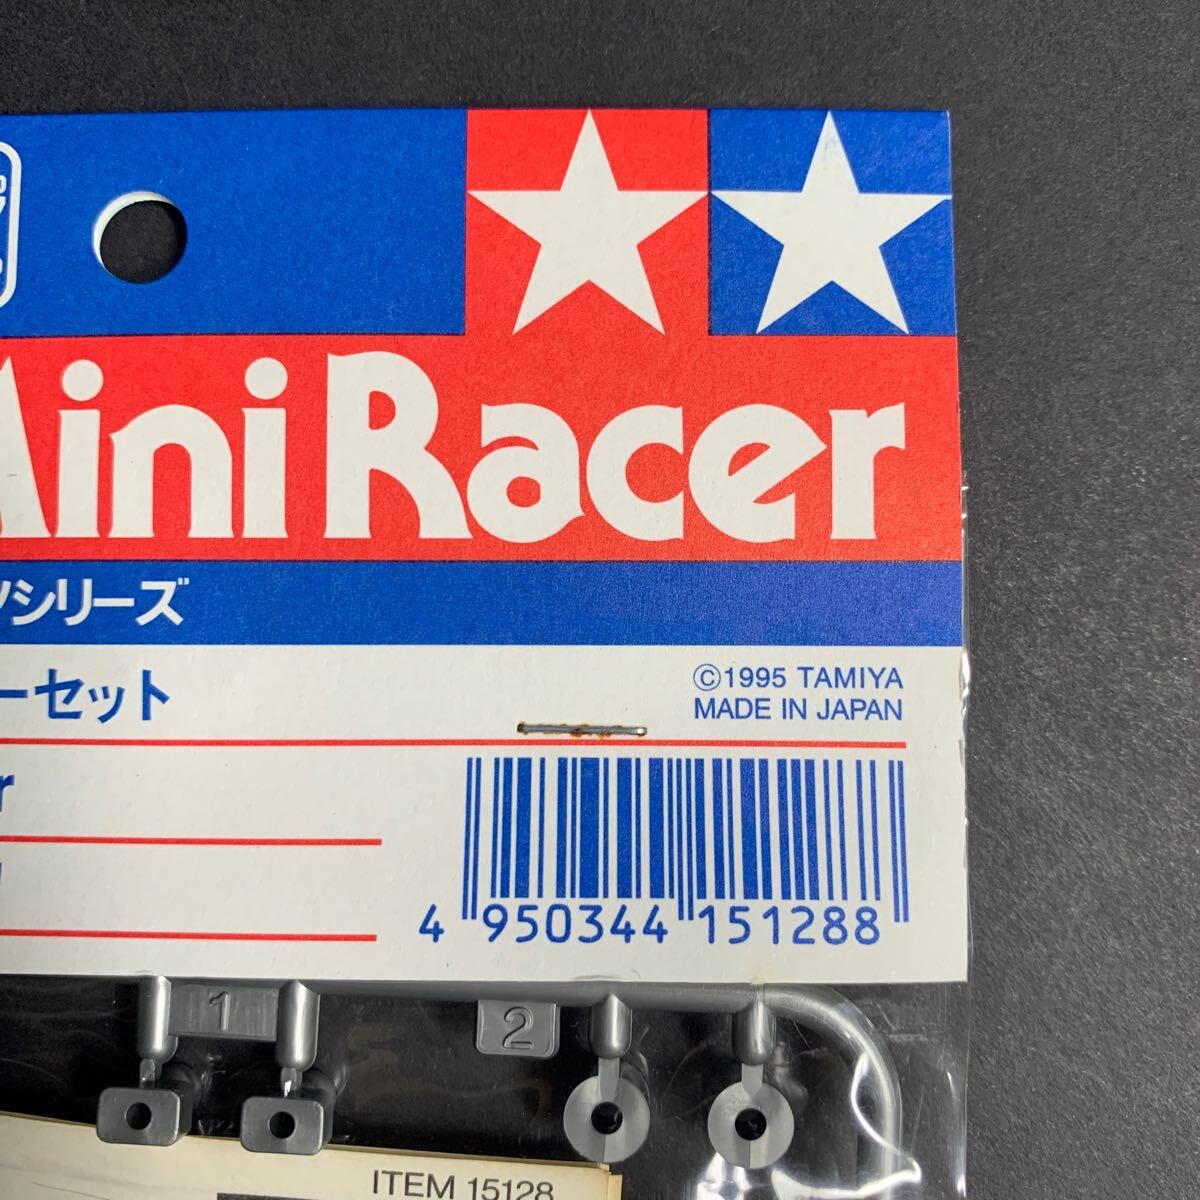 Mini Racer
シリーズ
ーセット
©1995 TAMIYA
MADE IN JAPAN
r
4 950344 151288
1
2
ITEM 15128